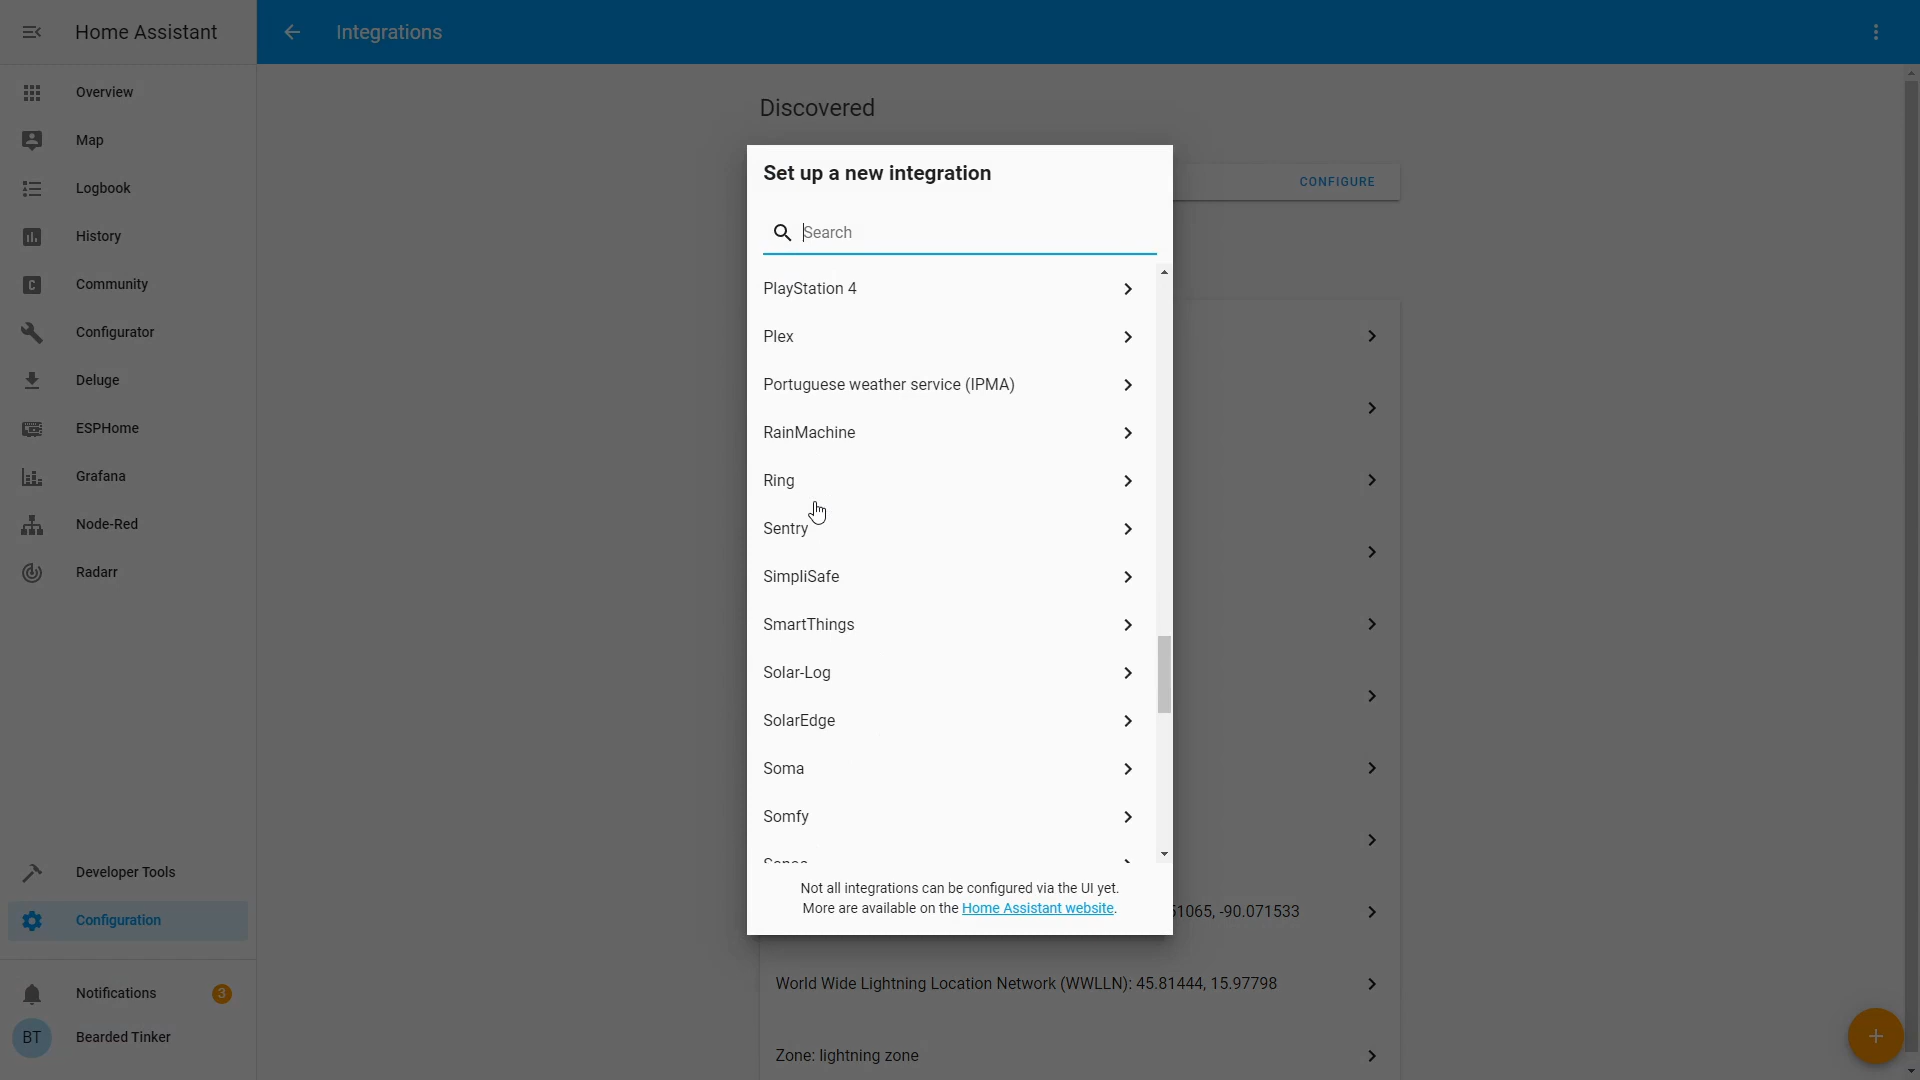 Home Assistant
Integrations
Overview
Map
Logbook
History
Community
C
Configurator
Deluge
ESPHome
Grafana
Node-Red
Radarr
Developer Tools
Configuration
Notifications 3
BT Bearded Tinker
Discovered
CONFIGURE
Set up a new integration
Search
PlayStation 4
Plex
Portuguese weather service (IPMA)
RainMachine
Ring
Sentry
SimpliSafe
SmartThings
Solar-Log
SolarEdge
Soma
Somfy
Not all integrations can be configured via the UI yet.
More are available on the Home Assistant website.
1065, -90.071533
World Wide Lightning Location Network (WWLLN): 45.81444, 15.97798
Zone: lightning zone
+